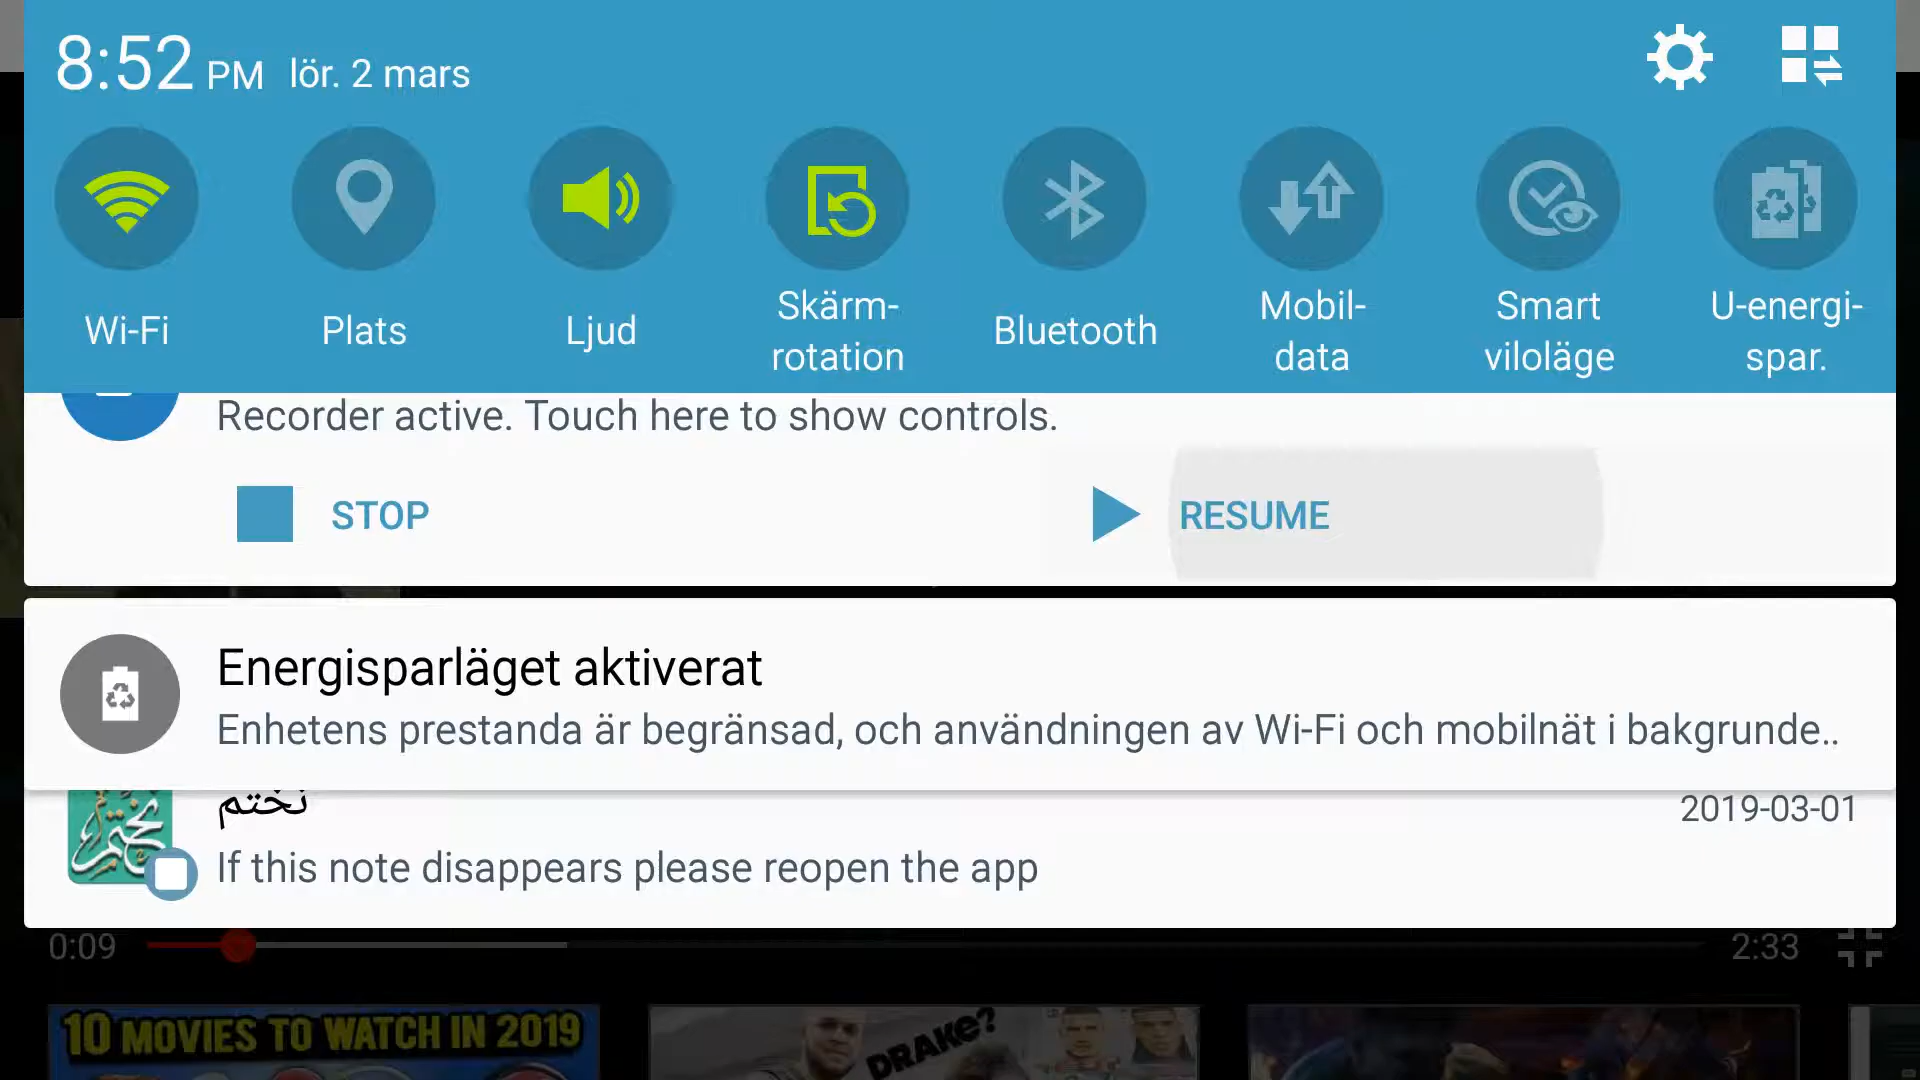 8:52 PM lör. 2 mars
Wi-Fi
Plats
Ljud
Skärm-
rotation
Bluetooth
Mobil-
data
Smart
viloläge
U-energi-
spar.
Recorder active. Touch here to show controls.
STOP
RESUME
Energisparläget aktiverat
Enhetens prestanda är begränsad, och användningen av Wi-Fi och mobilnät i bakgrunde..
نختم
2019-03-01
If this note disappears please reopen the app
0:09
2:33
10 MOVIES TO WATCH IN 2019
DRAKE?